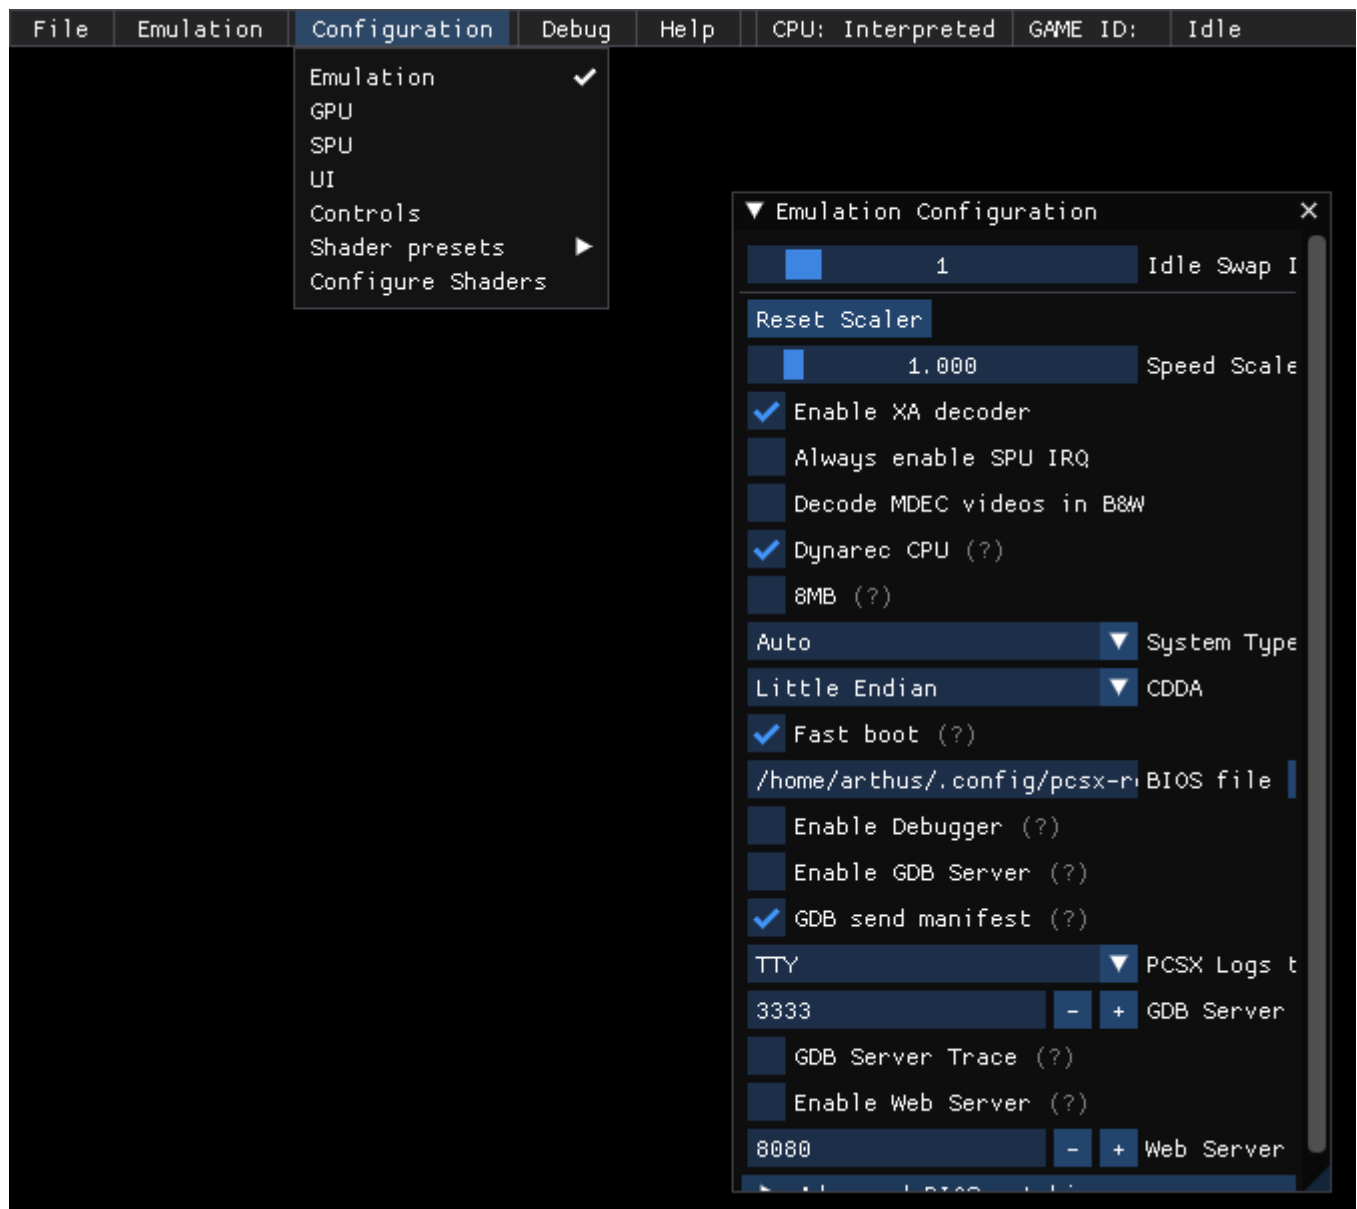 File Emulation Configuration Debug Help CPU: Interpreted GAME ID: Idle
Emulation
GPU
SPU
UI
Controls
Shader presets
Configure Shaders
Emulation Configuration
1 Idle Swap I
Reset Scaler
1.000 Speed Scale
Enable XA decoder
Always enable SPU IRQ
Decode MDEC videos in B&W
Dynarec CPU (?)
8MB (?)
Auto System Type
Little Endian CDDA
Fast boot (?)
/home/arthus/.config/pcsx-r BIOS file
Enable Debugger (?)
Enable GDB Server (?)
GDB send manifest (?)
TTY PCSX Logs t
3333 - + GDB Server
GDB Server Trace (?)
Enable Web Server (?)
8080 - + Web Server